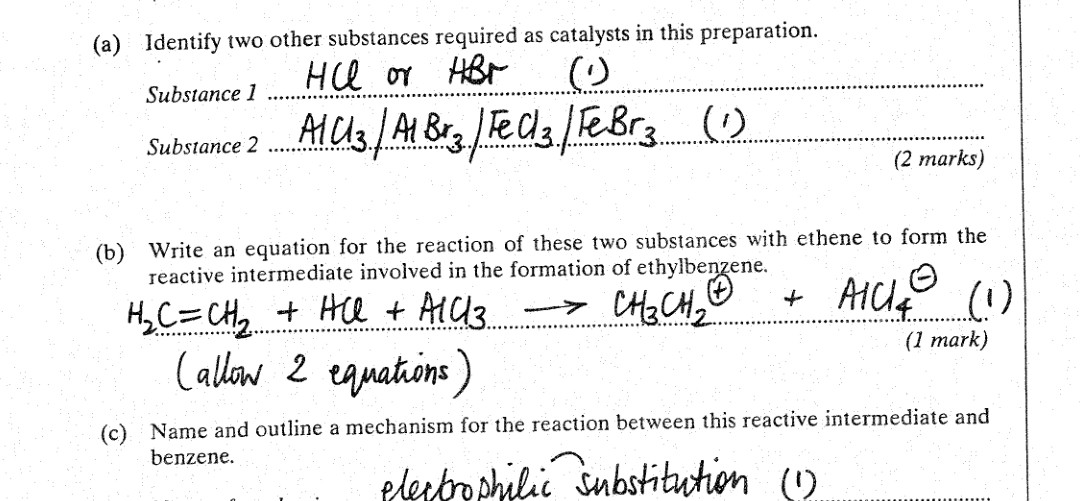 (a) Identify two other substances required as catalysts in this preparation.
Substance 1 HCl or HBr (1)
Substance 2 AlCl₃/AlBr₃/FeCl₃/FeBr₃ (1)
(2 marks)
(b) Write an equation for the reaction of these two substances with ethene to form the
reactive intermediate involved in the formation of ethylbenzene.
H₂C=CH₂ + HCl + AlCl₃ → CH₃CH₂⊕ + AlCl₄⊖ (1)
(1 mark)
(allow 2 equations)
(c) Name and outline a mechanism for the reaction between this reactive intermediate and
benzene.
electrophilic substitution (1)